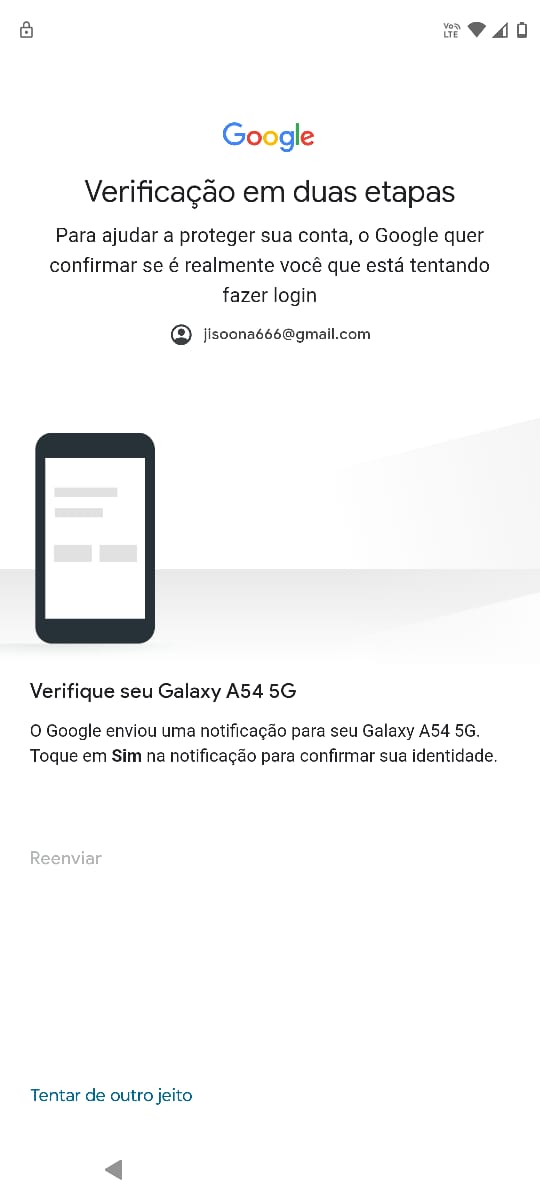 Vo LTE
Google
Verificação em duas etapas
Para ajudar a proteger sua conta, o Google quer
confirmar se é realmente você que está tentando
fazer login
jisoona666@gmail.com
Verifique seu Galaxy A54 5G
O Google enviou uma notificação para seu Galaxy A54 5G.
Toque em Sim na notificação para confirmar sua identidade.
Reenviar
Tentar de outro jeito